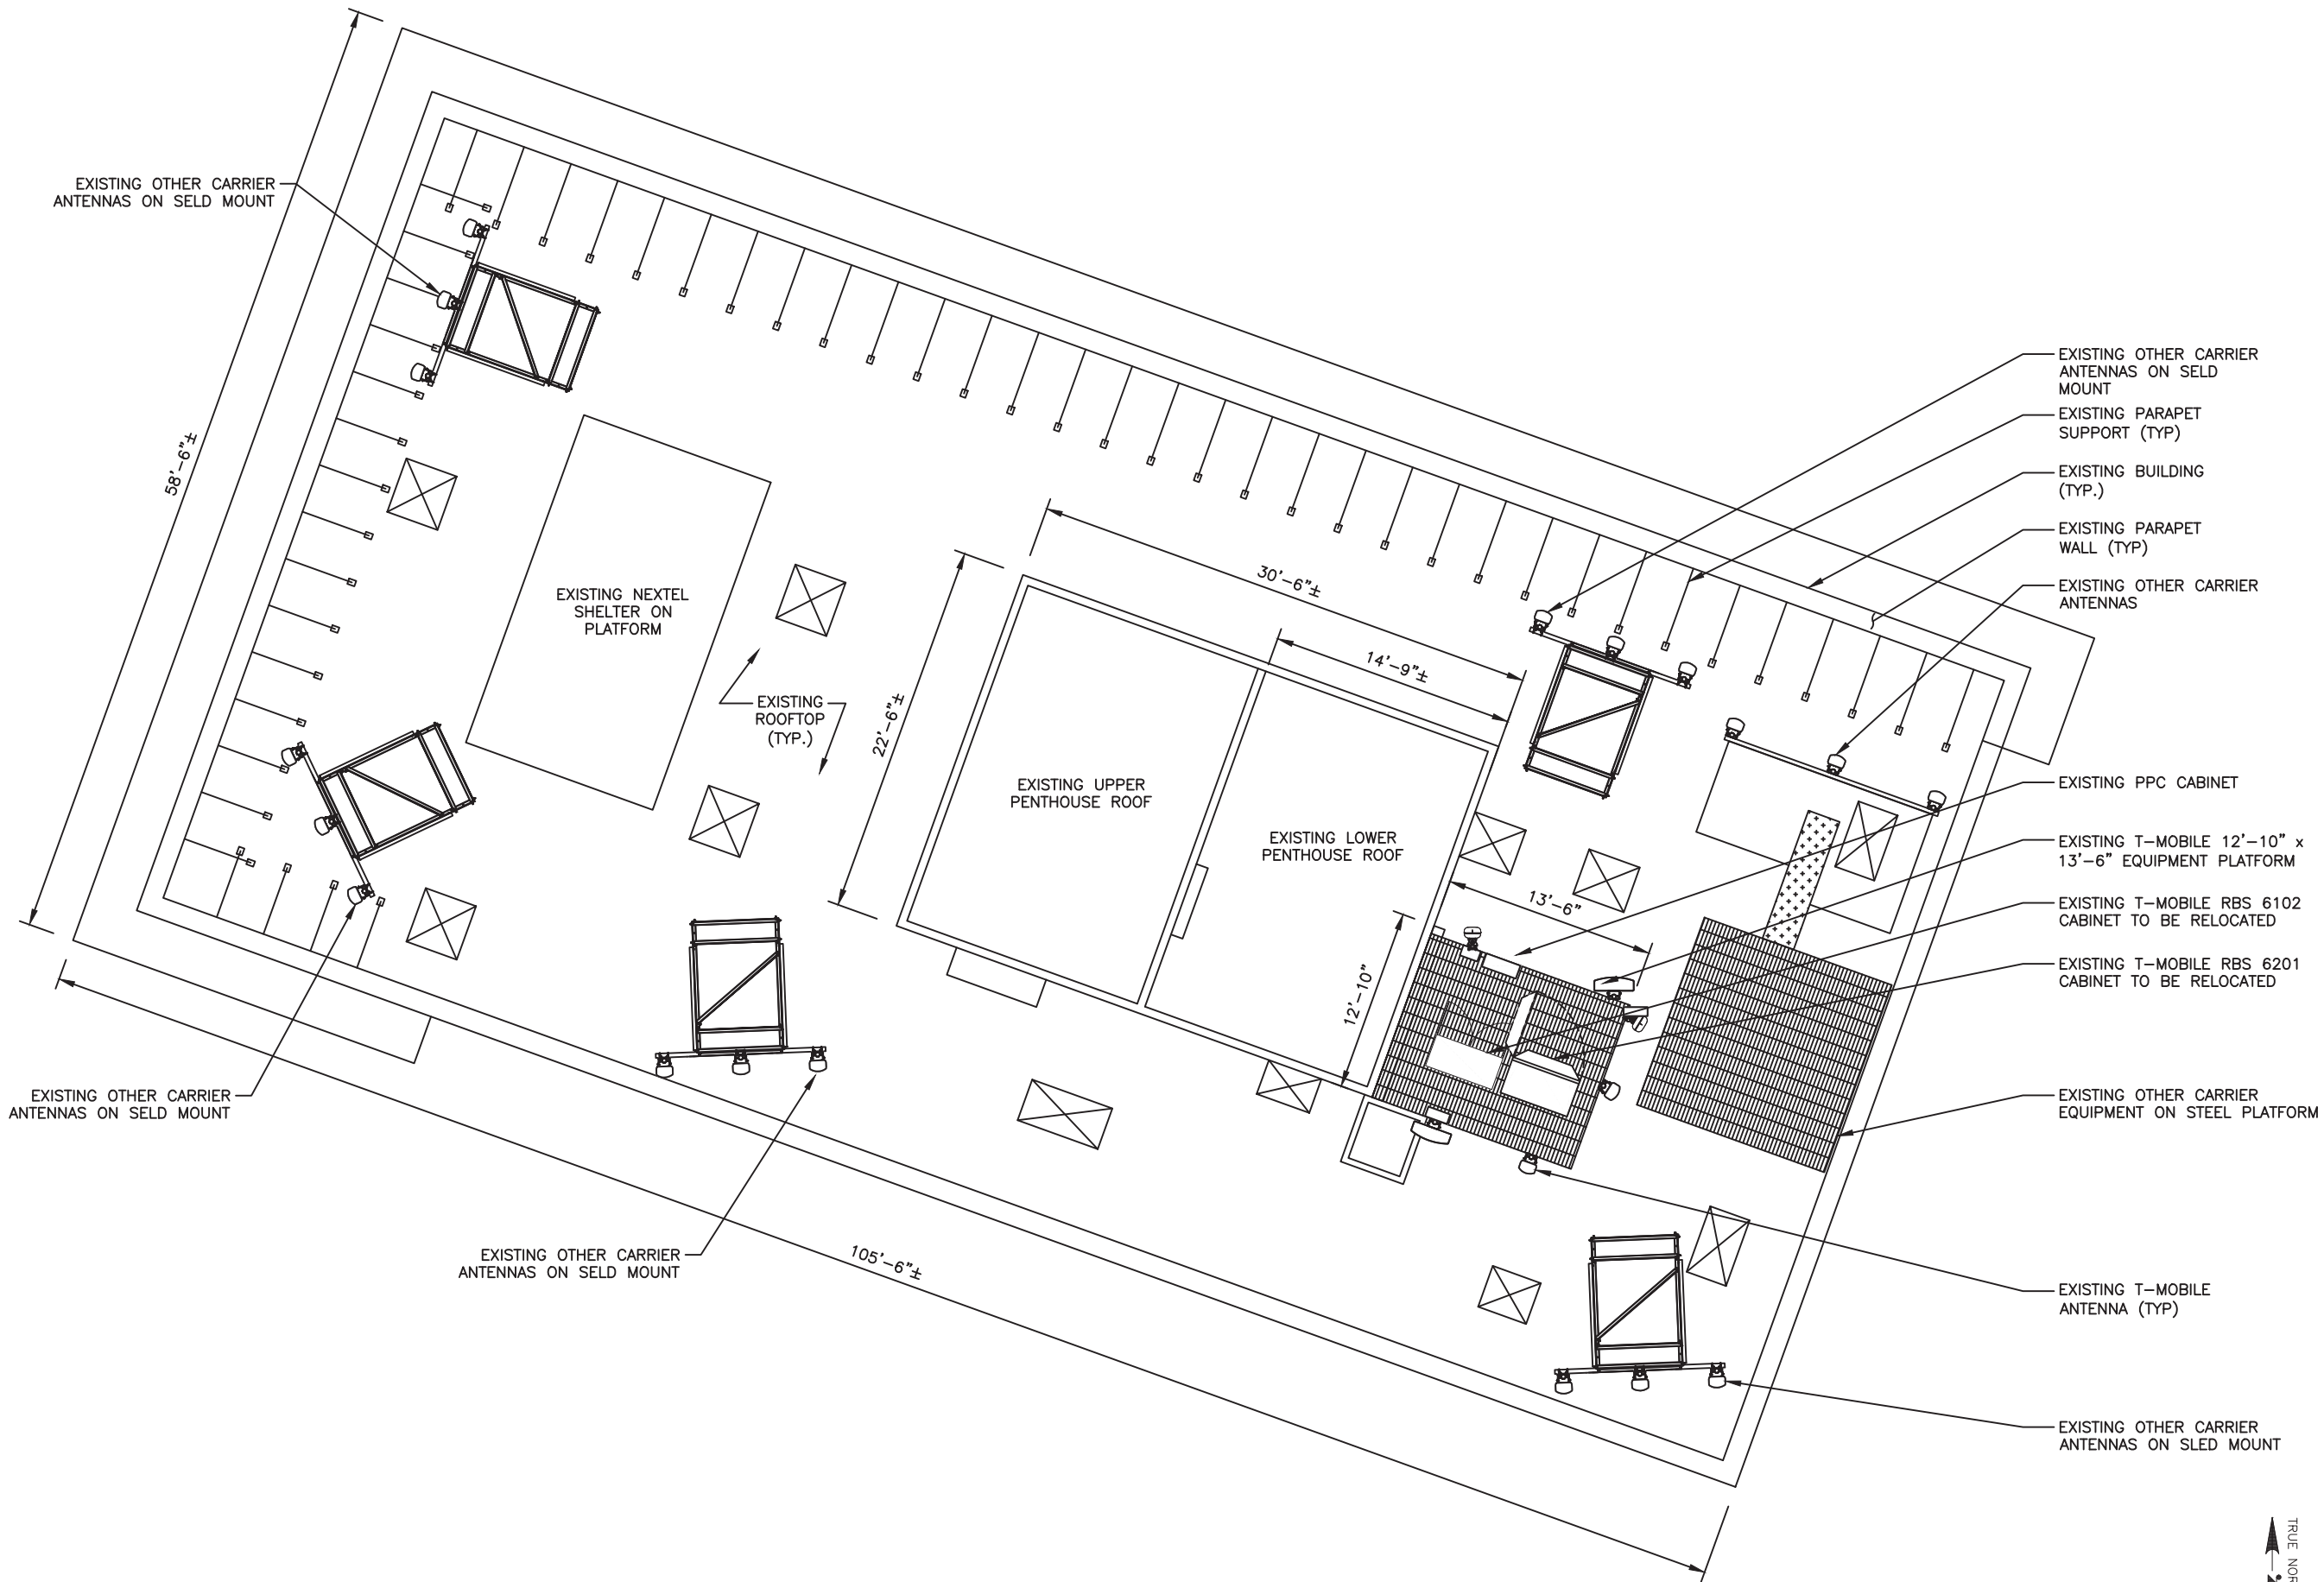 EXISTING OTHER CARRIER
ANTENNAS ON SELD MOUNT
58'-6"±
EXISTING NEXTEL
SHELTER ON
PLATFORM
EXISTING
ROOFTOP
(TYP.)
22'-6"±
30'-6"±
14'-9"±
EXISTING UPPER
PENTHOUSE ROOF
EXISTING LOWER
PENTHOUSE ROOF
13'-6"
12'-10"
EXISTING OTHER CARRIER
ANTENNAS ON SELD
MOUNT
EXISTING PARAPET
SUPPORT (TYP)
EXISTING BUILDING
(TYP.)
EXISTING PARAPET
WALL (TYP)
EXISTING OTHER CARRIER
ANTENNAS
EXISTING PPC CABINET
EXISTING T-MOBILE 12'-10" x
13'-6" EQUIPMENT PLATFORM
EXISTING T-MOBILE RBS 6102
CABINET TO BE RELOCATED
EXISTING T-MOBILE RBS 6201
CABINET TO BE RELOCATED
EXISTING OTHER CARRIER
EQUIPMENT ON STEEL PLATFORM
EXISTING T-MOBILE
ANTENNA (TYP)
EXISTING OTHER CARRIER
ANTENNAS ON SLED MOUNT
EXISTING OTHER CARRIER
ANTENNAS ON SELD MOUNT
EXISTING OTHER CARRIER
ANTENNAS ON SELD MOUNT
105'-6"±
TRUE NOR